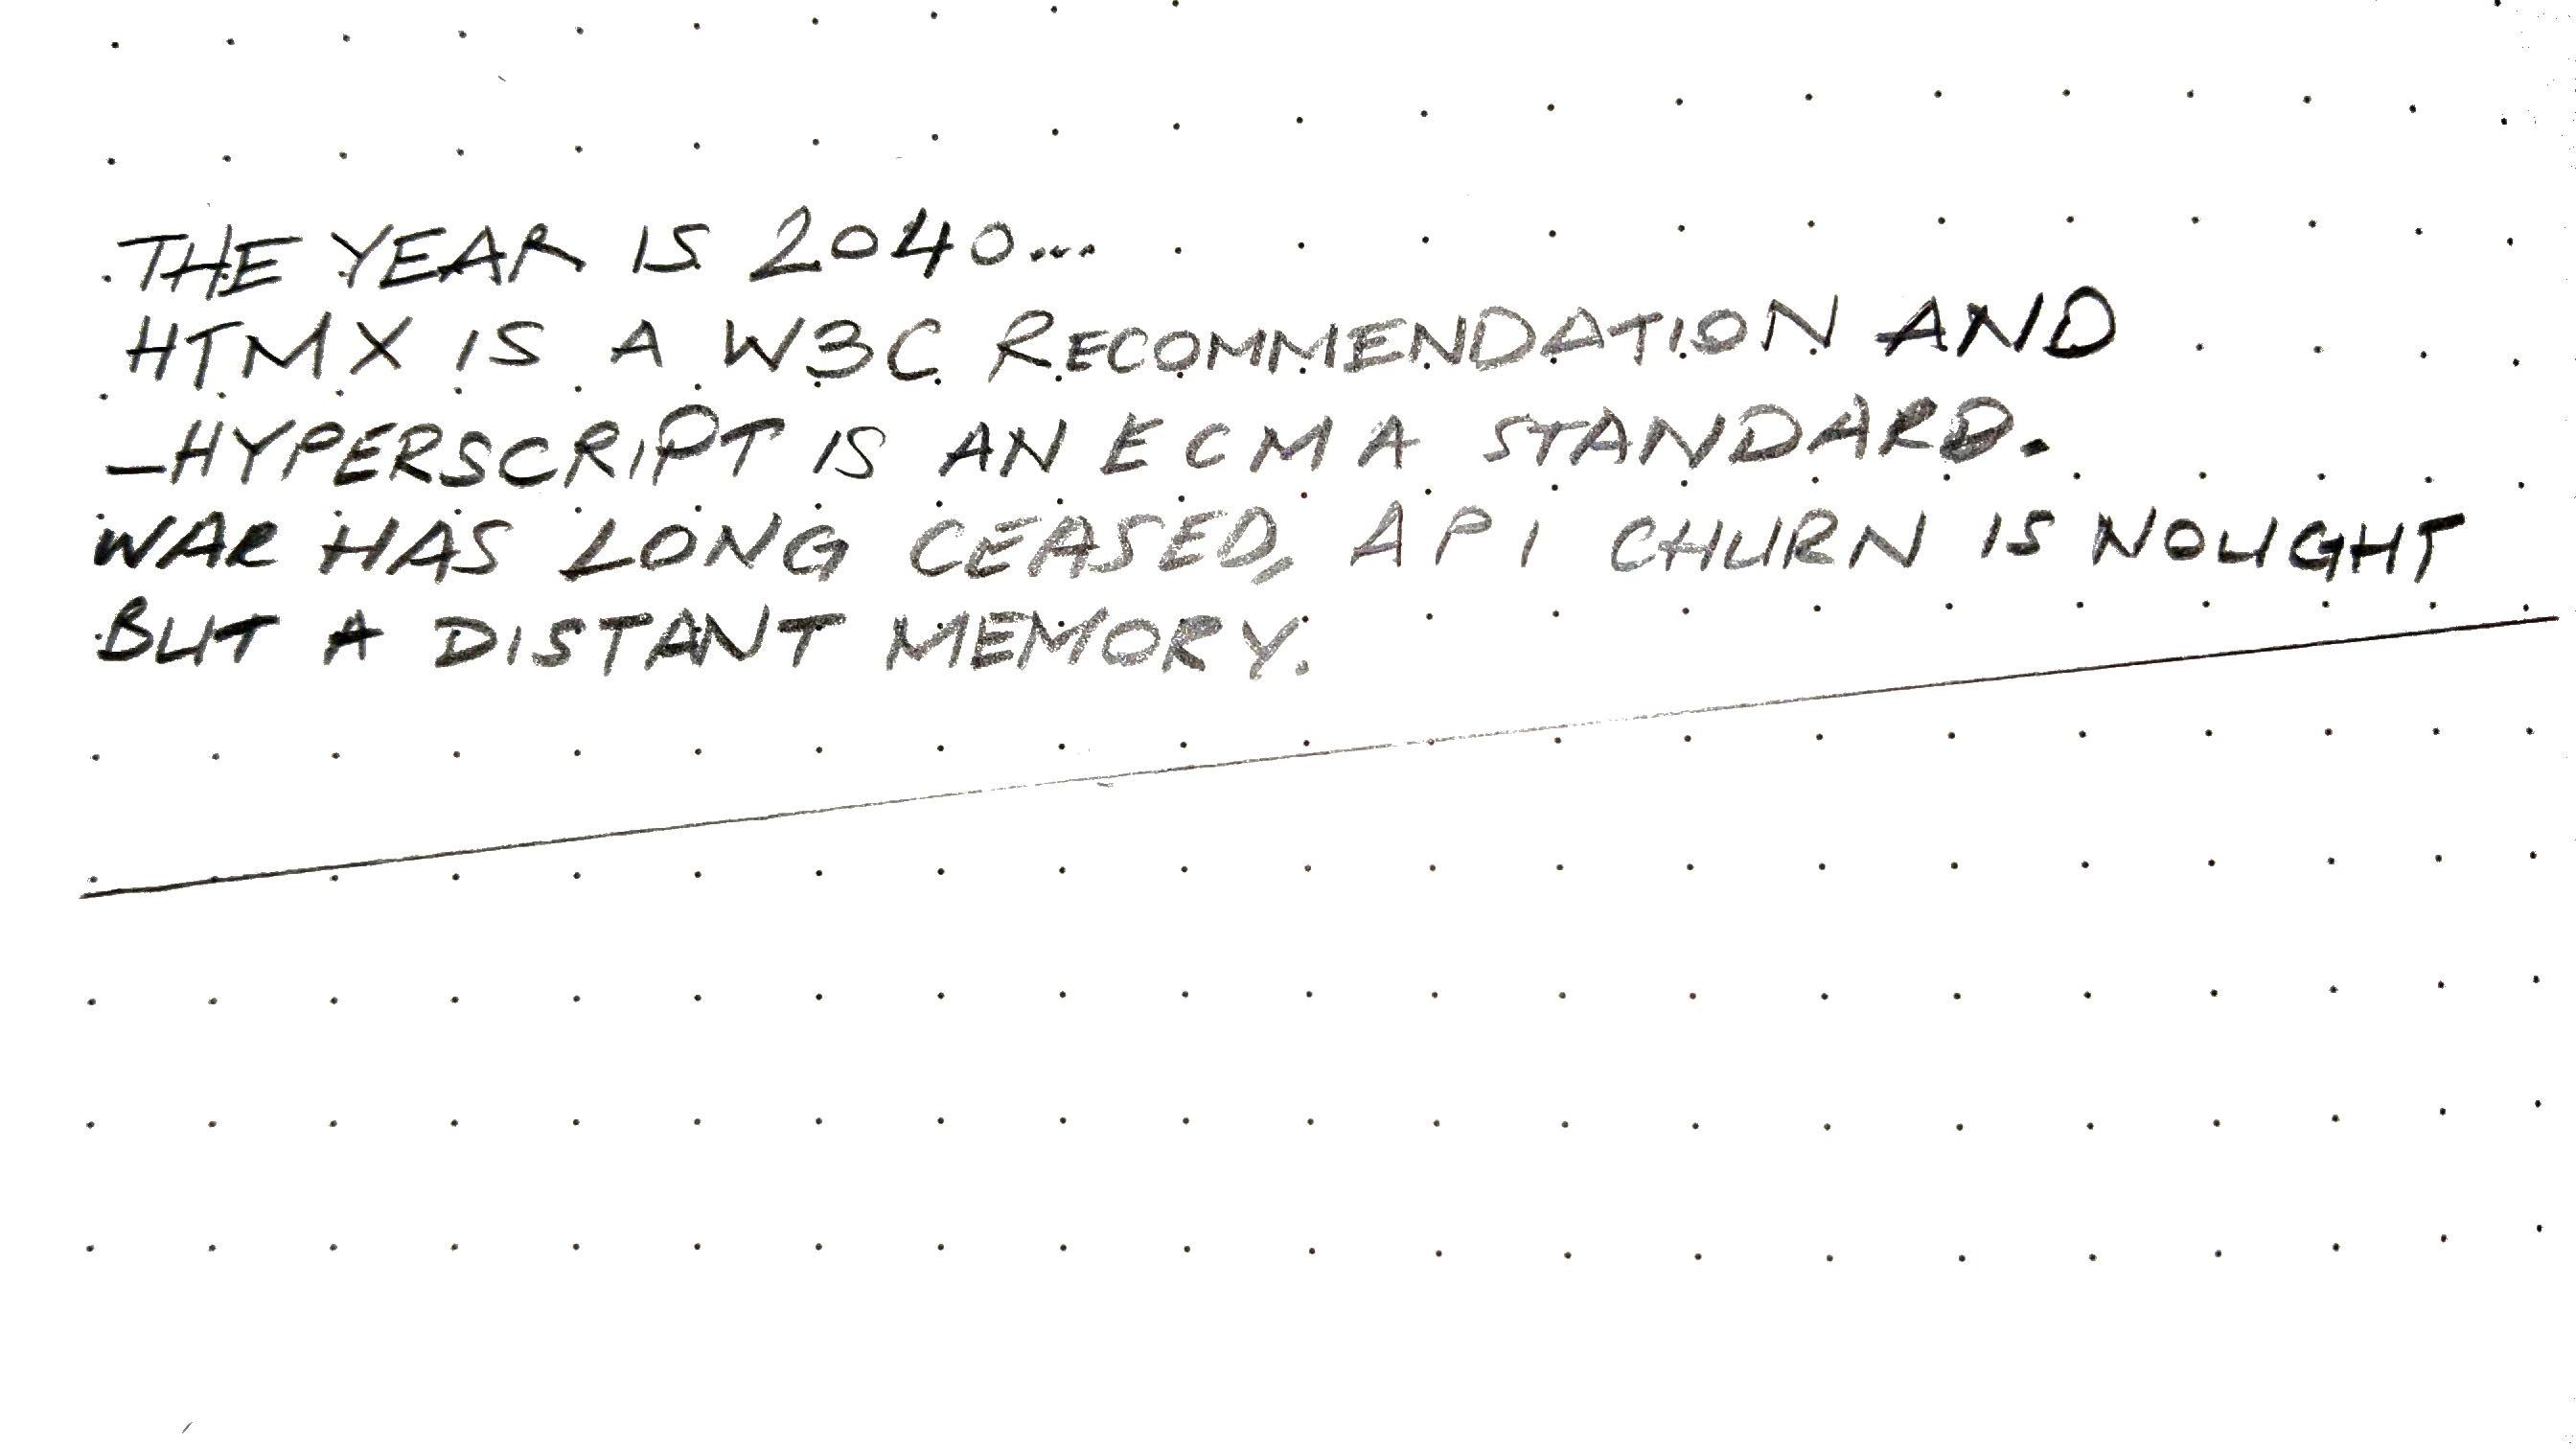 THE YEAR IS 2040...
HTMX IS A W3C RECOMMENDATION AND
_HYPERSCRIPT IS AN ECMA STANDARD.
WAR HAS LONG CEASED, API CHURN IS NOUGHT
BUT A DISTANT MEMORY.